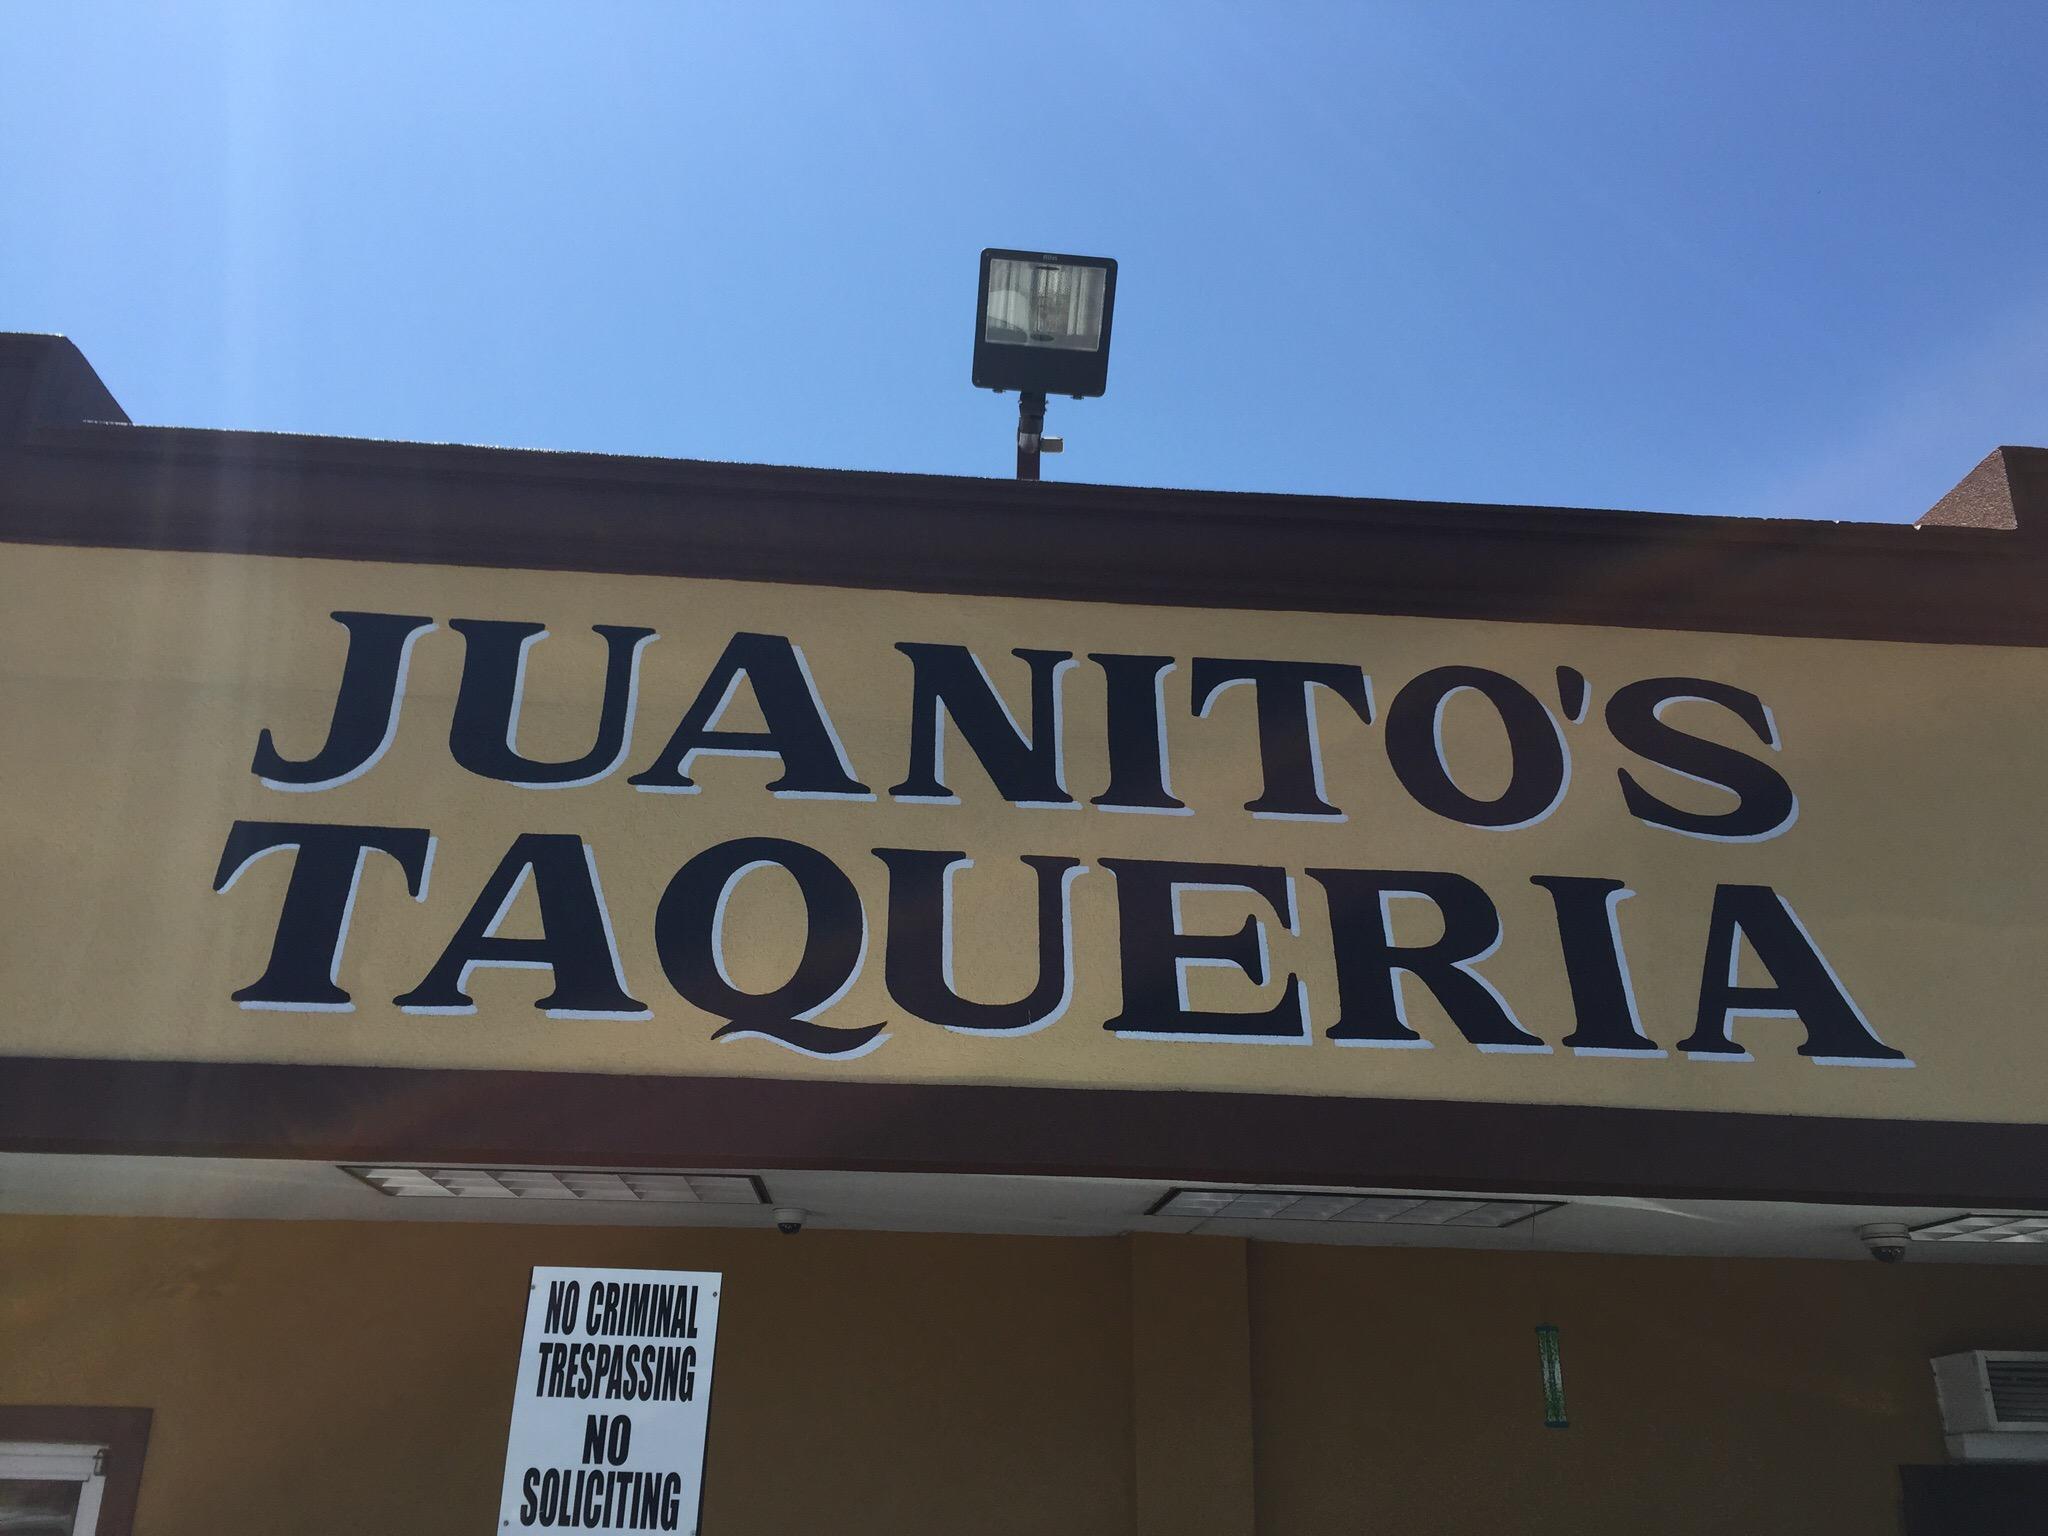 JUANITO'S
TAQUERIA
NO CRIMINAL
TRESPASSING
NO
SOLICITING